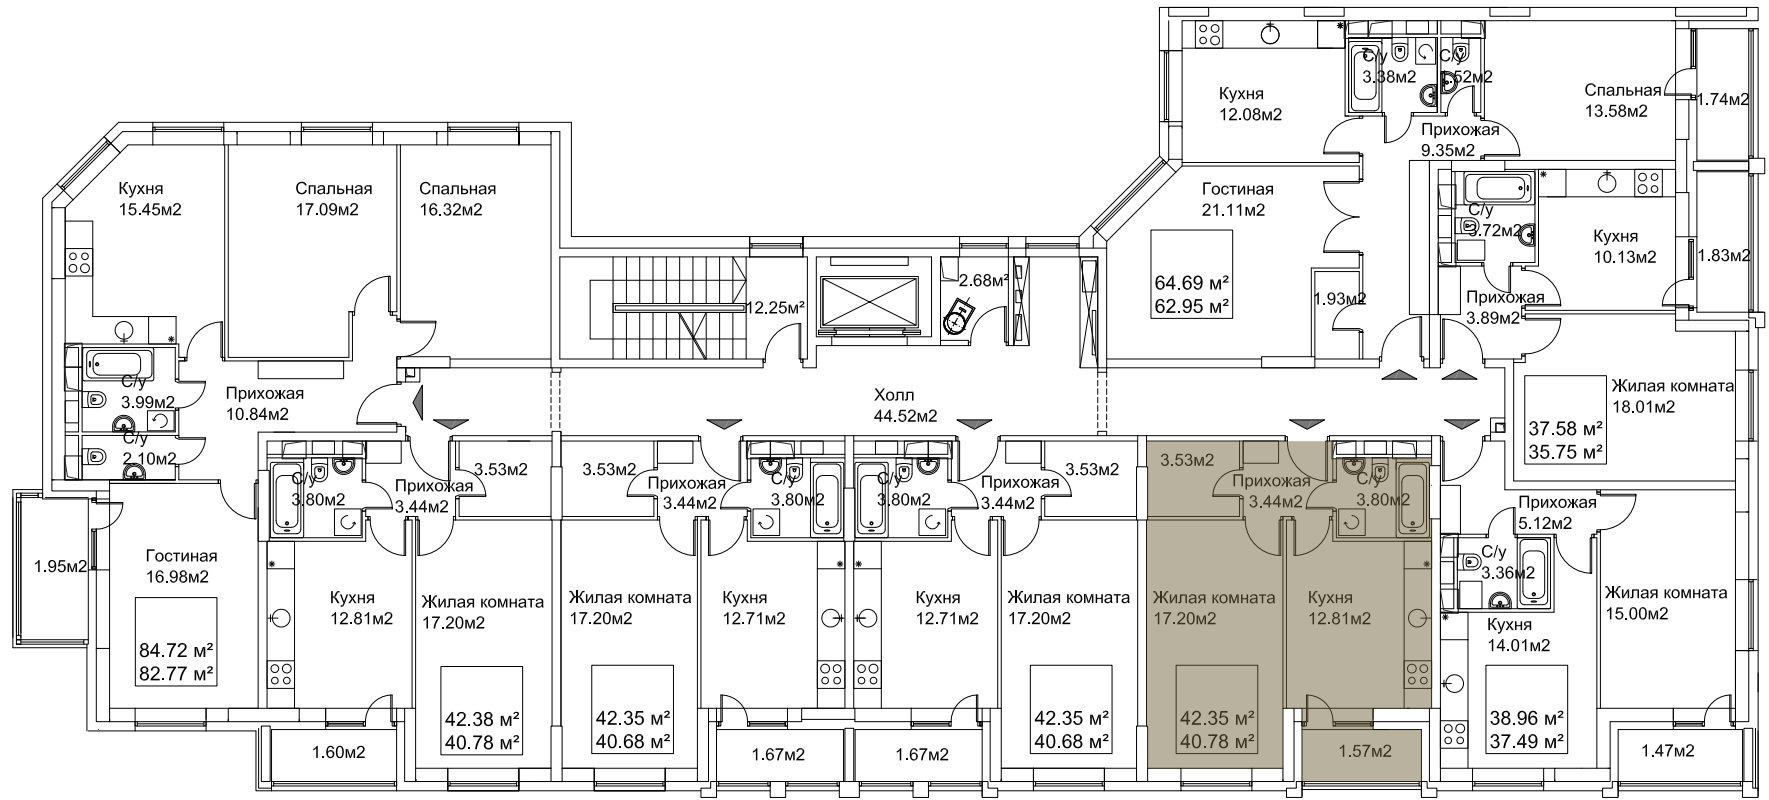 Кухня
12.08м2
С/у
3.38м2
С/у
.52м2
Спальная
13.58м2
1.74м2
Прихожая
9.35м2
Кухня
15.45м2
Спальная
17.09м2
Спальная
16.32м2
Гостиная
21.11м2
64.69 м²
62.95 м²
1.93м2
С/у
3.72м2
Кухня
10.13м2
1.83м2
Прихожая
3.89м2
12.25м²
2.68м²
С/у
3.99м2
С/у
2.10м2
Прихожая
10.84м2
Холл
44.52м2
Жилая комната
18.01м2
37.58 м²
35.75 м²
С/у
3.80м2
Прихожая
3.44м2
3.53м2
3.53м2
Прихожая
3.44м2
С/у
3.80м2
С/у
3.80м2
Прихожая
3.44м2
3.53м2
3.53м2
Прихожая
3.44м2
С/у
3.80м2
Прихожая
5.12м2
С/у
3.36м2
1.95м2
Гостиная
16.98м2
84.72 м²
82.77 м²
Кухня
12.81м2
Жилая комната
17.20м2
Жилая комната
17.20м2
Кухня
12.71м2
Кухня
12.71м2
Жилая комната
17.20м2
Жилая комната
17.20м2
Кухня
12.81м2
Кухня
14.01м2
Жилая комната
15.00м2
42.38 м²
40.78 м²
42.35 м²
40.68 м²
42.35 м²
40.68 м²
42.35 м²
40.78 м²
38.96 м²
37.49 м²
1.60м2
1.67м2
1.67м2
1.57м2
1.47м2